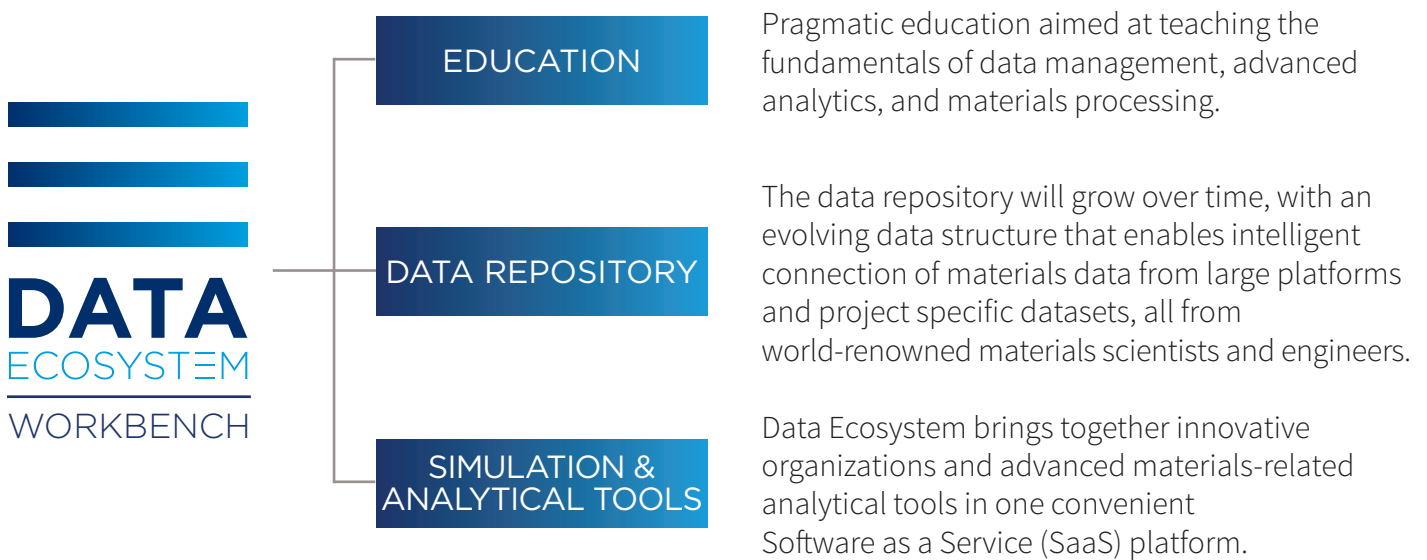 DATA
ECOSYSTEM
WORKBENCH
EDUCATION
Pragmatic education aimed at teaching the
fundamentals of data management, advanced
analytics, and materials processing.
DATA REPOSITORY
The data repository will grow over time, with an
evolving data structure that enables intelligent
connection of materials data from large platforms
and project specific datasets, all from
world-renowned materials scientists and engineers.
SIMULATION &
ANALYTICAL TOOLS
Data Ecosystem brings together innovative
organizations and advanced materials-related
analytical tools in one convenient
Software as a Service (SaaS) platform.